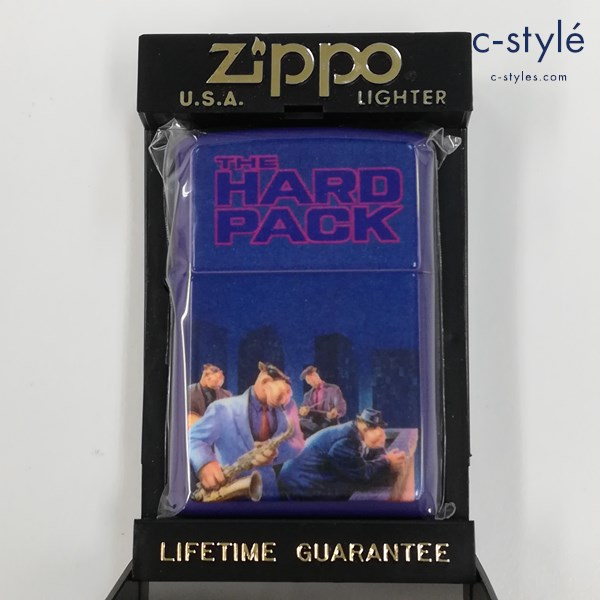 c-stylé
c-styles.com
Zippo
U.S.A. LIGHTER
THE
HARD
PACK
LIFETIME GUARANTEE